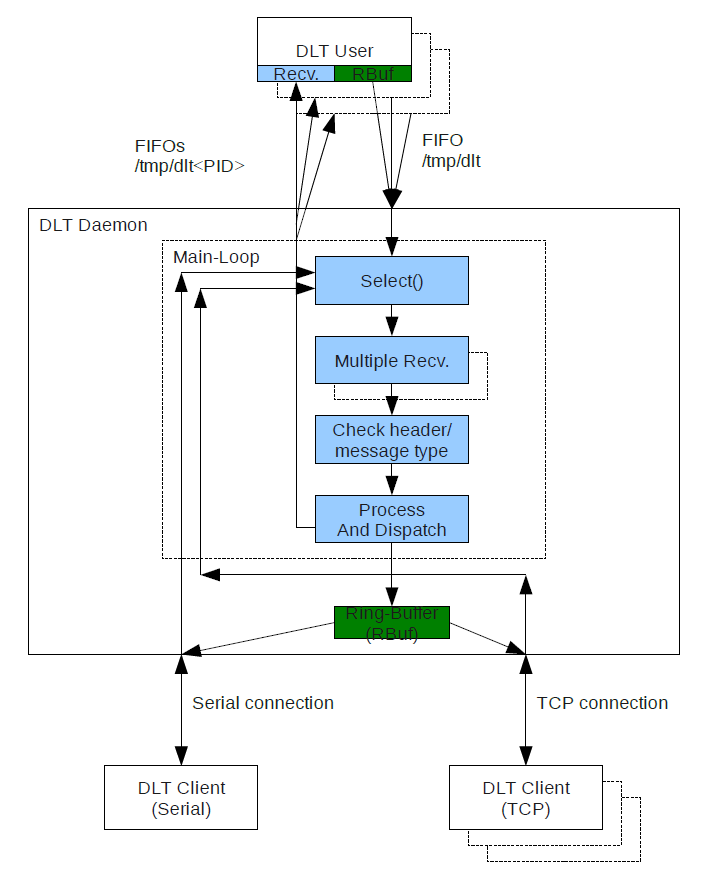 DLT User
Recv.
RBuf
FIFOs
/tmp/dlt<PID>
FIFO
/tmp/dlt
DLT Daemon
Main-Loop
Select()
Multiple Recv.
Check header/
message type
Process
And Dispatch
Ring-Buffer
(RBuf)
Serial connection
TCP connection
DLT Client
(Serial)
DLT Client
(TCP)